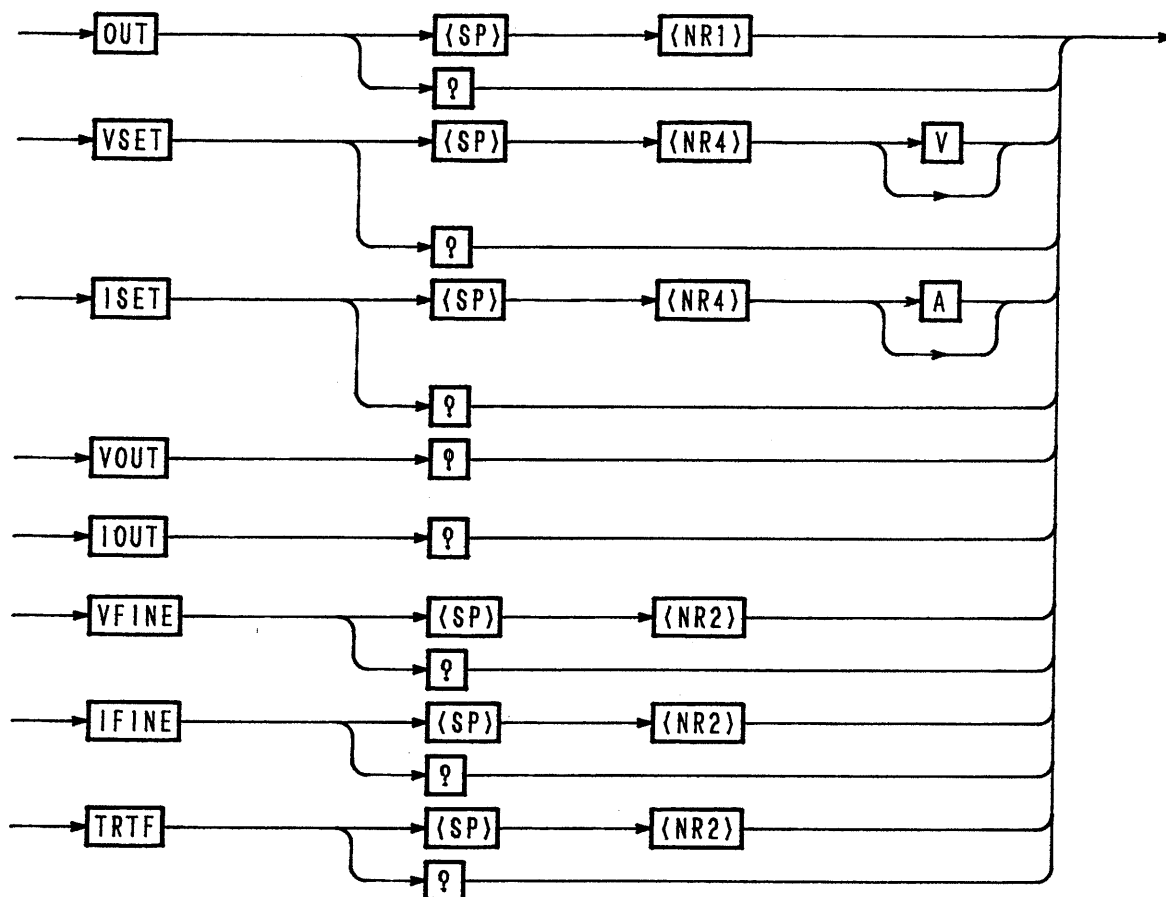 OUT ⟨SP⟩ ⟨NR1⟩
?
VSET ⟨SP⟩ ⟨NR4⟩ V
?
ISET ⟨SP⟩ ⟨NR4⟩ A
?
VOUT ?
IOUT ?
VFINE ⟨SP⟩ ⟨NR2⟩
?
IFINE ⟨SP⟩ ⟨NR2⟩
?
TRTF ⟨SP⟩ ⟨NR2⟩
?